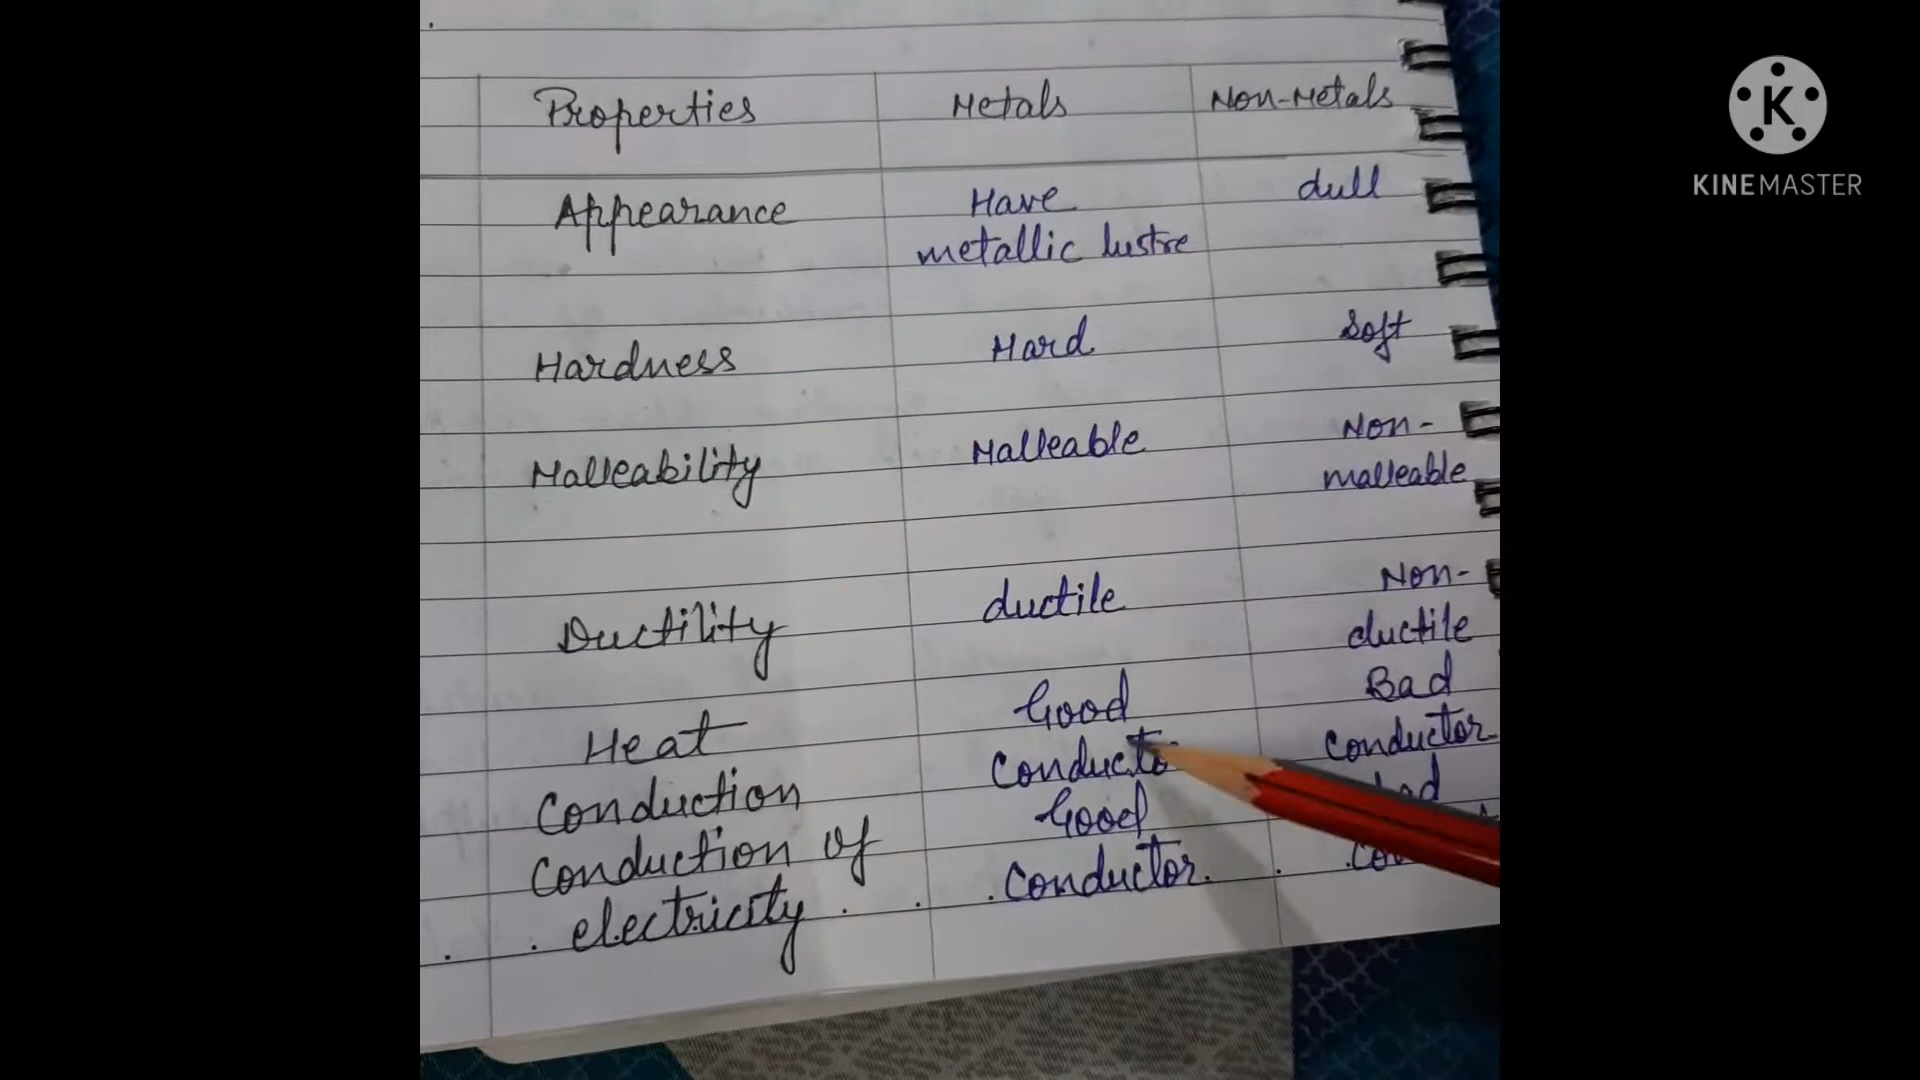 Properties Metals Non-Metals
Appearance Have dull
metallic lustre
Hardness Hard Soft
Malleability Malleable Non-
malleable
Ductility ductile Non-
ductile
Heat Good Bad
Conduction Conducto Conductor
Conduction of Good
electricity Conductor.
K
KINEMASTER